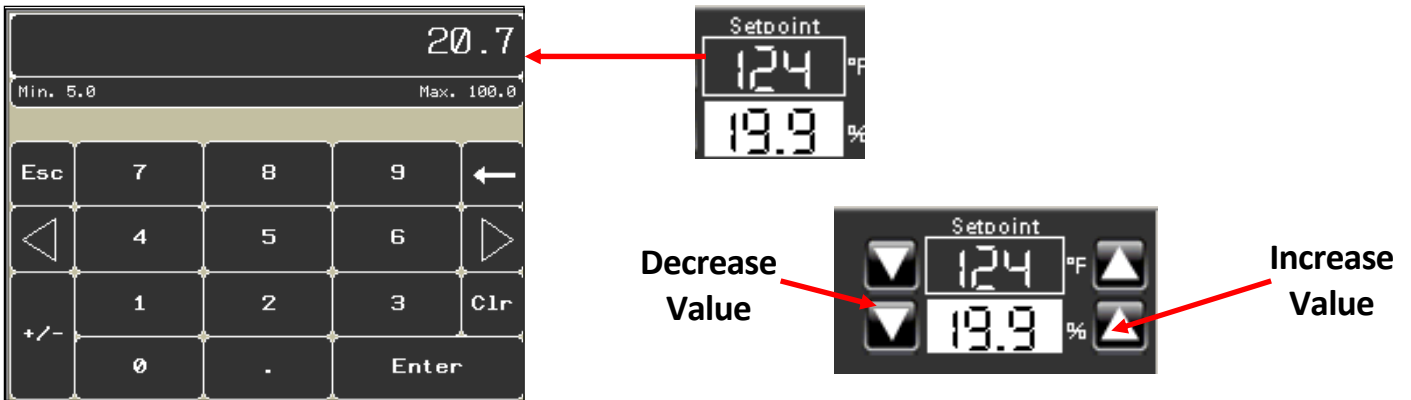 20.7
Min. 5.0 Max. 100.0
Esc 7 8 9 ←
4 5 6
1 2 3 Clr
+/-
0 . Enter
Setpoint
124 °F
19.9 %
Decrease
Value
Setpoint
124 °F
19.9 %
Increase
Value